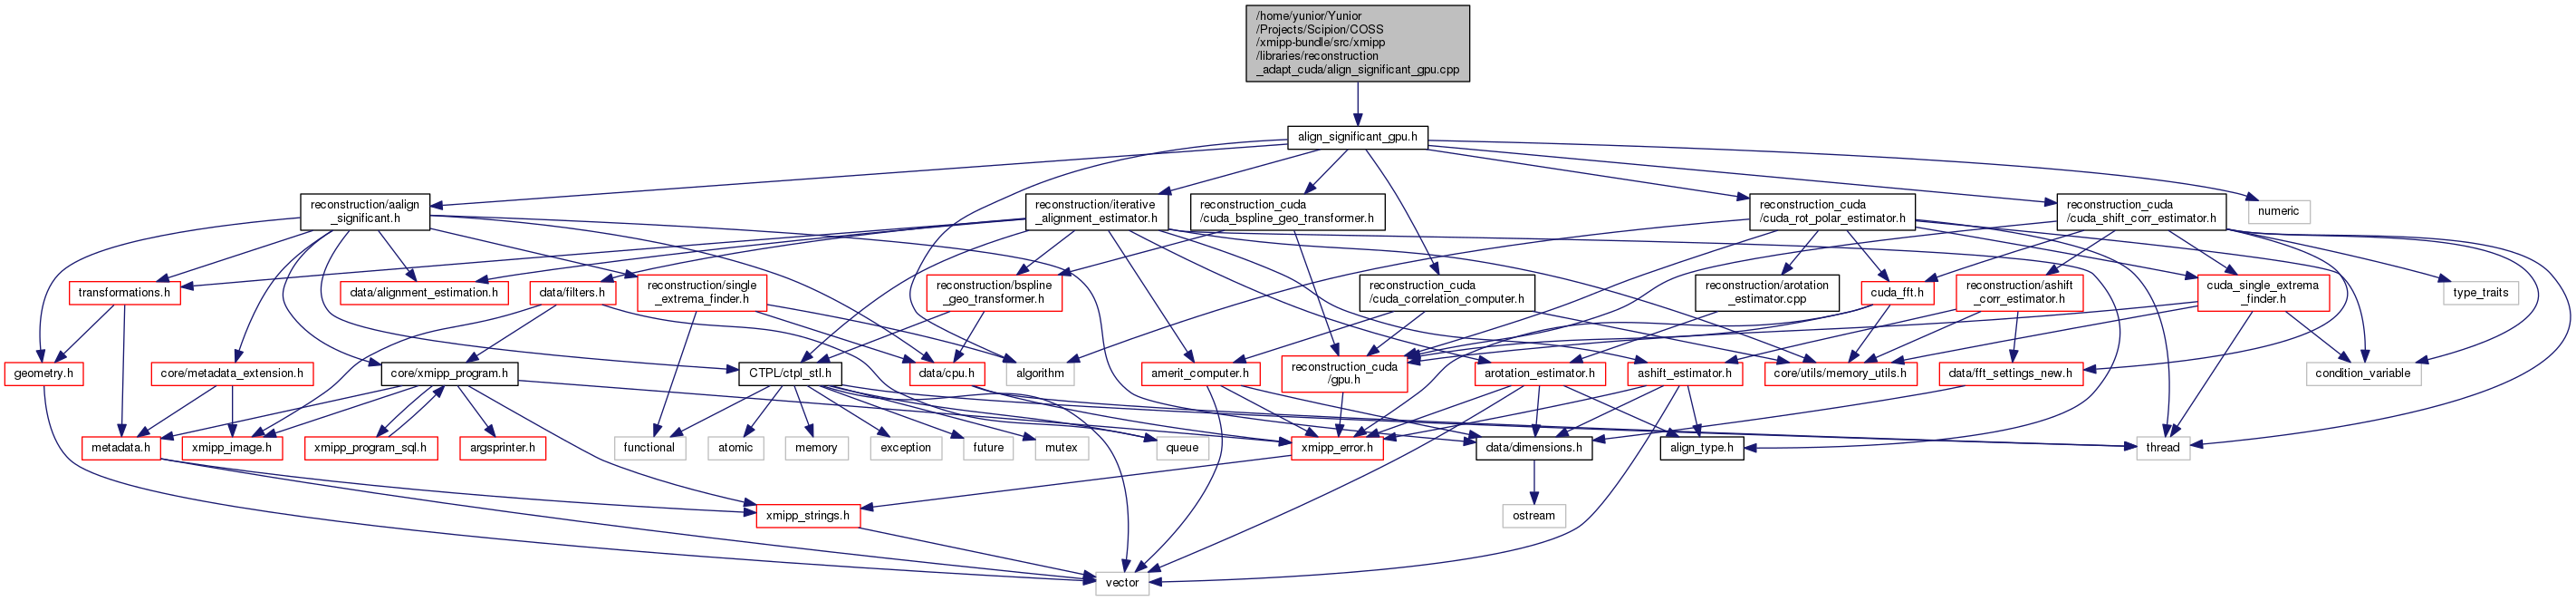 /home/yunior/Yunior
/Projects/Scipion/COSS
/xmipp-bundle/src/xmipp
/libraries/reconstruction
_adapt_cuda/align_significant_gpu.cpp
align_significant_gpu.h
reconstruction/aalign
_significant.h
reconstruction/iterative
_alignment_estimator.h
reconstruction_cuda
/cuda_bspline_geo_transformer.h
reconstruction_cuda
/cuda_rot_polar_estimator.h
reconstruction_cuda
/cuda_shift_corr_estimator.h
numeric
transformations.h
data/alignment_estimation.h
data/filters.h
reconstruction/single
_extrema_finder.h
reconstruction/bspline
_geo_transformer.h
reconstruction_cuda
/cuda_correlation_computer.h
reconstruction/arotation
_estimator.cpp
cuda_fft.h
reconstruction/ashift
_corr_estimator.h
cuda_single_extrema
_finder.h
type_traits
geometry.h
core/metadata_extension.h
core/xmipp_program.h
CTPL/ctpl_stl.h
data/cpu.h
algorithm
amerit_computer.h
reconstruction_cuda
/gpu.h
arotation_estimator.h
ashift_estimator.h
core/utils/memory_utils.h
data/fft_settings_new.h
condition_variable
metadata.h
xmipp_image.h
xmipp_program_sql.h
argsprinter.h
functional
atomic
memory
exception
future
mutex
queue
xmipp_error.h
data/dimensions.h
align_type.h
thread
xmipp_strings.h
ostream
vector